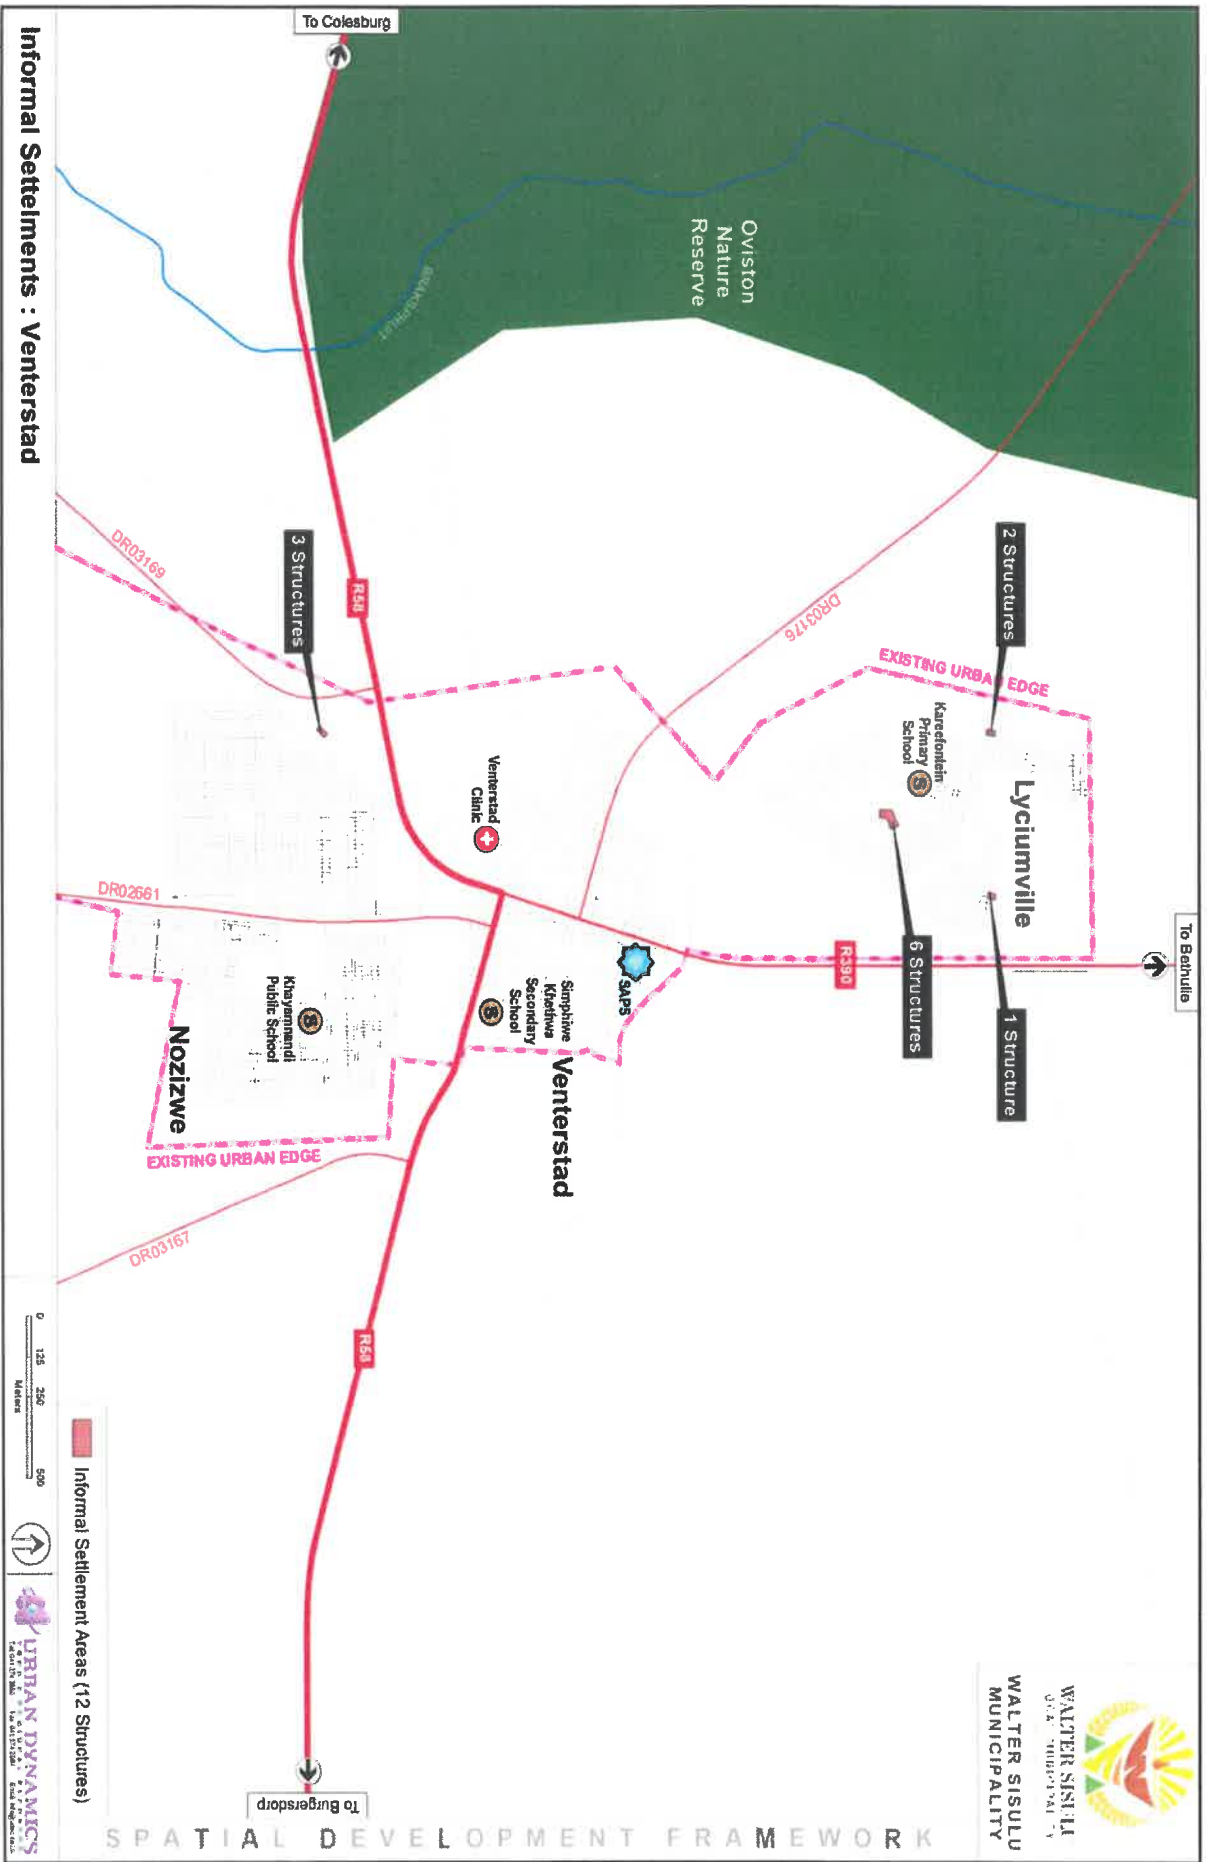 To Colesburg
Oviston
Nature
Reserve
BRAKSPRUIT
To Bethulie
2 Structures
EXISTING URBAN EDGE
Lyciumville
Kareefontein
Primary
School
S
1 Structure
6 Structures
R390
DR03176
SAPS
Venterstad
Clinic
Simphiwe
Khethwa
Secondary
School
S
Venterstad
R58
3 Structures
DR03169
DR02661
Khayamnandi
Public School
S
Nozizwe
EXISTING URBAN EDGE
DR03167
R58
To Burgersdorp
WALTER SISULU
WALTER SISULU
MUNICIPALITY
SPATIAL DEVELOPMENT FRAMEWORK
Informal Settlement Areas (12 Structures)
Informal Settelments : Venterstad
0 125 250 500
Meters
URBAN DYNAMICS